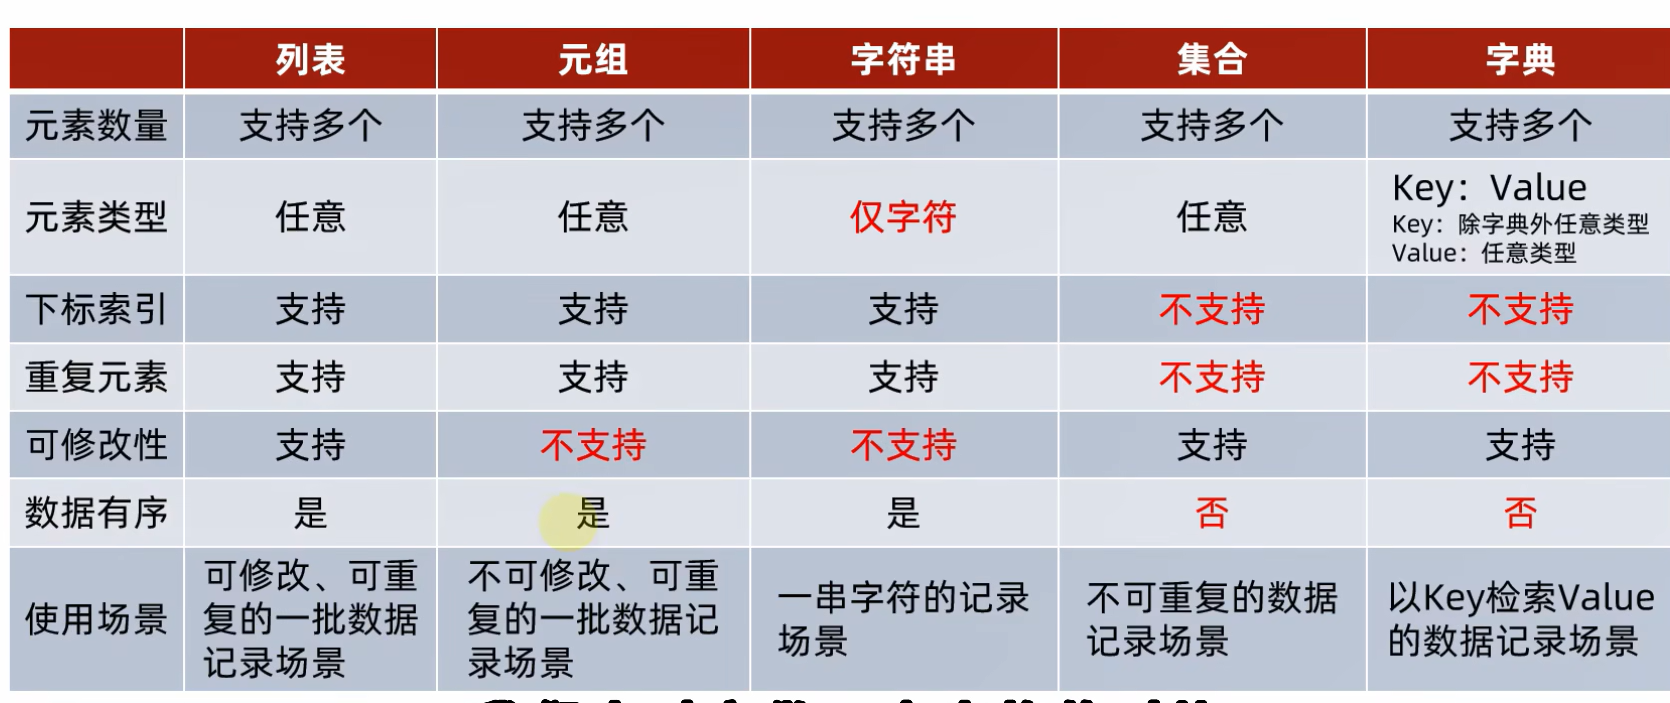 列表 元组 字符串 集合 字典
元素数量 支持多个 支持多个 支持多个 支持多个 支持多个
元素类型 任意 任意 仅字符 任意 Key：Value
Key：除字典外任意类型
Value：任意类型
下标索引 支持 支持 支持 不支持 不支持
重复元素 支持 支持 支持 不支持 不支持
可修改性 支持 不支持 不支持 支持 支持
数据有序 是 是 是 否 否
使用场景
可修改、可重
复的一批数据
记录场景
不可修改、可重
复的一批数据记
录场景
一串字符的记录
场景
不可重复的数据
记录场景
以Key检索Value
的数据记录场景